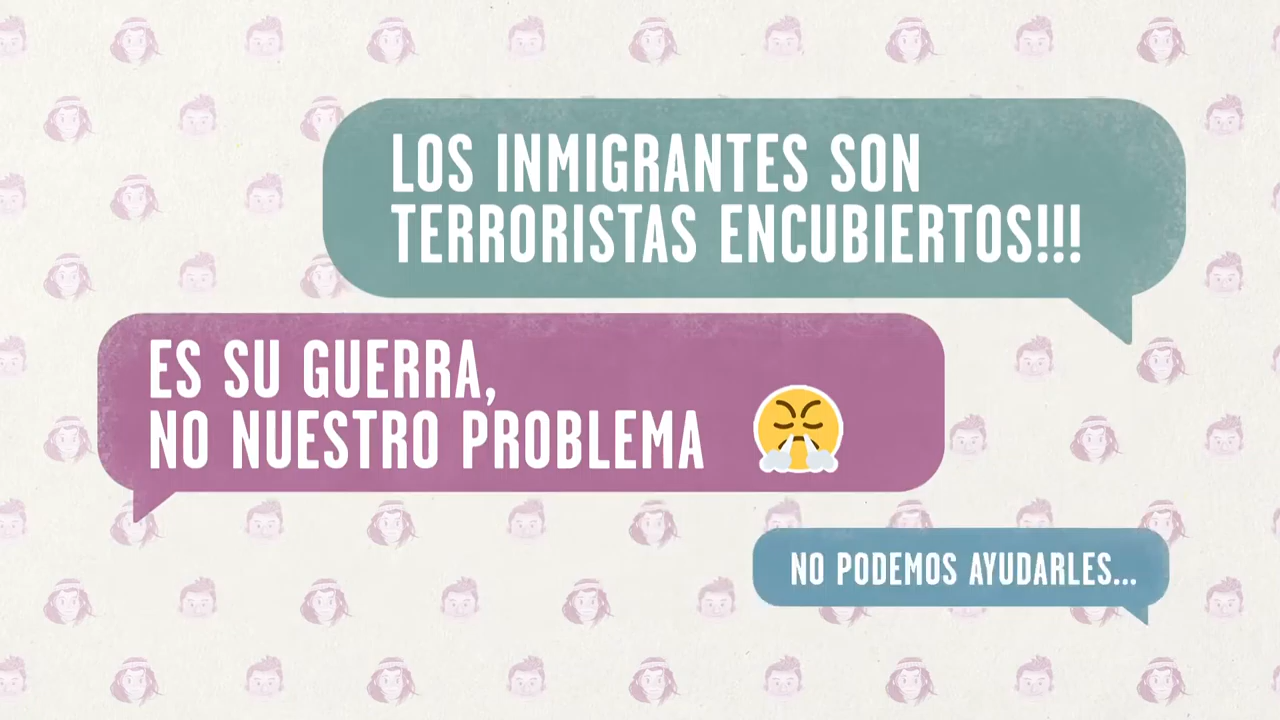 LOS INMIGRANTES SON
TERRORISTAS ENCUBIERTOS!!!
ES SU GUERRA,
NO NUESTRO PROBLEMA
NO PODEMOS AYUDARLES...